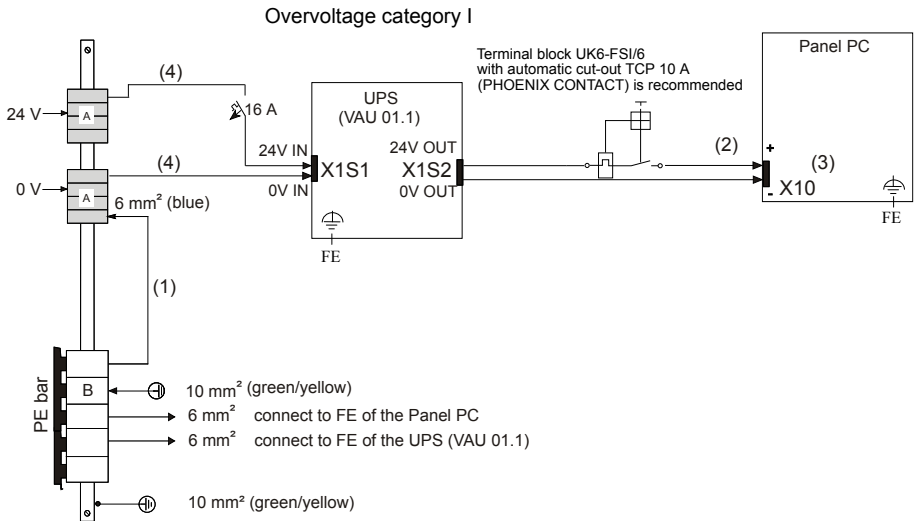 Overvoltage category I
Terminal block UK6-FSI/6
with automatic cut-out TCP 10 A
(PHOENIX CONTACT) is recommended
Panel PC
(4)
16 A
UPS
(VAU 01.1)
24 V
A
24V IN
24V OUT
(2)
+
(4)
X1S1
X1S2
(3)
0 V
A
0V IN
0V OUT
- X10
6 mm² (blue)
FE
FE
(1)
PE bar
B
10 mm² (green/yellow)
6 mm² connect to FE of the Panel PC
6 mm² connect to FE of the UPS (VAU 01.1)
10 mm² (green/yellow)